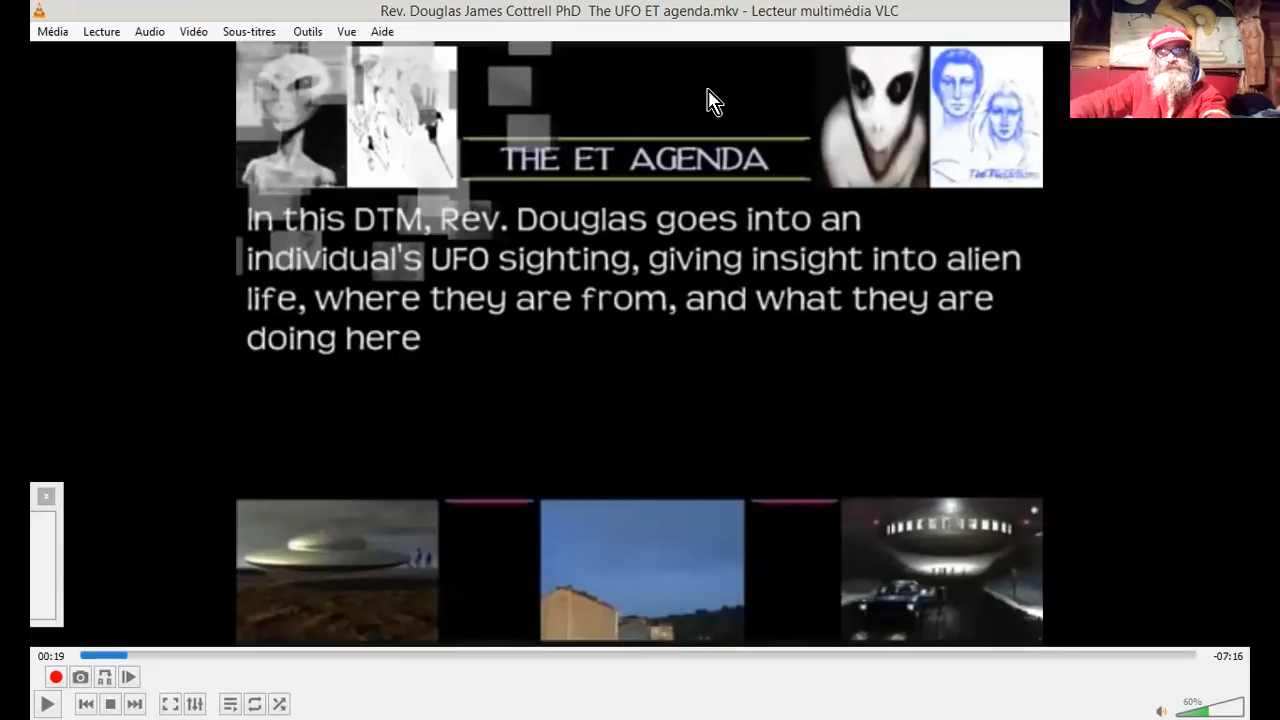 Rev. Douglas James Cottrell PhD The UFO ET agenda.mkv - Lecteur multimédia VLC
Média Lecture Audio Vidéo Sous-titres Outils Vue Aide
THE ET AGENDA
In this DTM, Rev. Douglas goes into an
individual's UFO sighting, giving insight into alien
life, where they are from, and what they are
doing here
x
00:19
-07:16
A B
60%